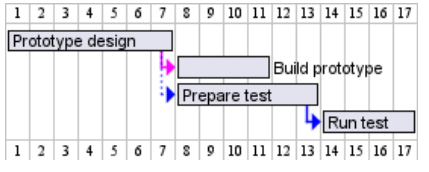 1 2 3 4 5 6 7 8 9 10 11 12 13 14 15 16 17
Prototype design
Build prototype
Prepare test
Run test
1 2 3 4 5 6 7 8 9 10 11 12 13 14 15 16 17